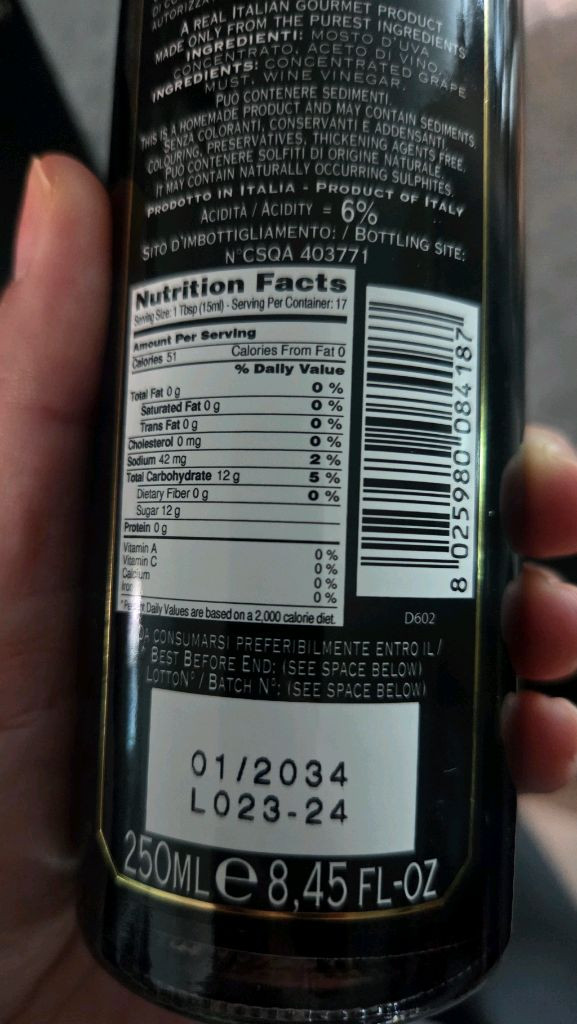 A REAL ITALIAN GOURMET PRODUCT
MADE ONLY FROM THE PUREST INGREDIENTS
INGREDIENTI: MOSTO D'UVA
CONCENTRATO, ACETO DI VINO.
INGREDIENTS: CONCENTRATED GRAPE
MUST, WINE VINEGAR.
PUÒ CONTENERE SEDIMENTI.
THIS IS A HOMEMADE PRODUCT AND MAY CONTAIN SEDIMENTS
SENZA COLORANTI, CONSERVANTI E ADDENSANTI.
COLOURING, PRESERVATIVES, THICKENING AGENTS FREE.
PUÒ CONTENERE SOLFITI DI ORIGINE NATURALE.
IT MAY CONTAIN NATURALLY OCCURRING SULPHITES.
PRODOTTO IN ITALIA - PRODUCT OF ITALY
ACIDITÀ / ACIDITY = 6%
SITO D'IMBOTTIGLIAMENTO: / BOTTLING SITE:
N°CSQA 403771
Nutrition Facts
Serving Size: 1 Tbsp (15ml) - Serving Per Container: 17
Amount Per Serving
Calories 51 Calories From Fat 0
% Daily Value
Total Fat 0 g 0 %
Saturated Fat 0 g 0 %
Trans Fat 0 g 0 %
Cholesterol 0 mg 0 %
Sodium 42 mg 2 %
Total Carbohydrate 12 g 5 %
Dietary Fiber 0 g 0 %
Sugar 12 g
Protein 0 g
Vitamin A 0 %
Vitamin C 0 %
Calcium 0 %
Iron 0 %
*Percent Daily Values are based on a 2,000 calorie diet.
8 025980 084187
D602
DA CONSUMARSI PREFERIBILMENTE ENTRO IL /
BEST BEFORE END: (SEE SPACE BELOW)
LOTTO N° / BATCH N°: (SEE SPACE BELOW)
01/2034
L023-24
250ML e 8,45 FL-OZ